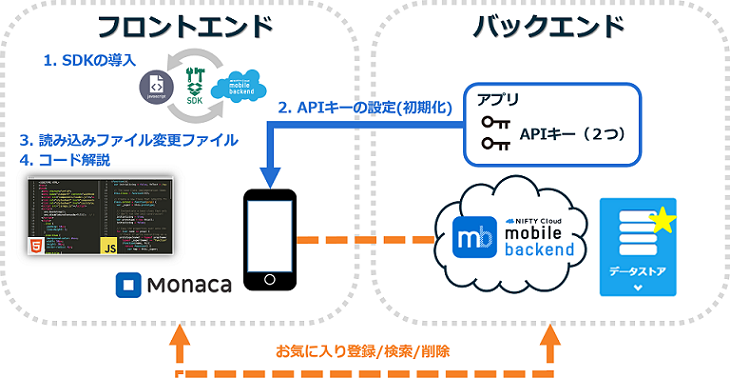 フロントエンド
バックエンド
1. SDKの導入
JAVASCRIPT
SDK
mobile
backend
2. APIキーの設定(初期化)
アプリ
APIキー（２つ）
3. 読み込みファイル変更ファイル
4. コード解説
5
JS
Monaca
mb
NIFTY Cloud
mobile
backend
データストア
お気に入り登録/検索/削除